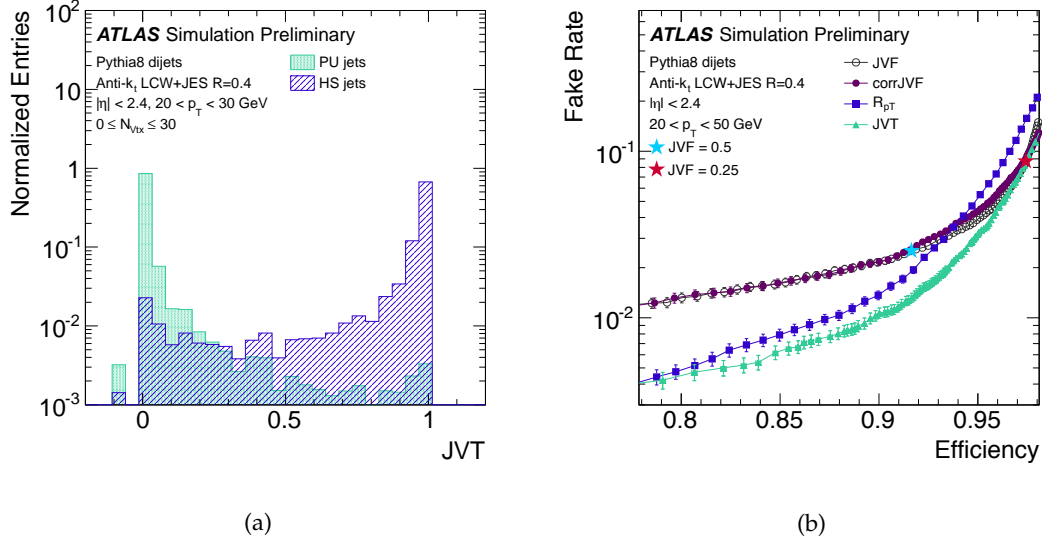 ATLAS Simulation Preliminary
Pythia8 dijets
Anti-k_t LCW+JES R=0.4
|η| < 2.4, 20 < p_T < 30 GeV
0 ≤ N_Vtx ≤ 30
PU jets
HS jets
Normalized Entries
10^2
10
1
10^-1
10^-2
10^-3
0
0.5
1
JVT
(a)
ATLAS Simulation Preliminary
Pythia8 dijets
Anti-k_t LCW+JES R=0.4
|η| < 2.4
20 < p_T < 50 GeV
JVF = 0.5
JVF = 0.25
JVF
corrJVF
R_pT
JVT
Fake Rate
10^-1
10^-2
0.8
0.85
0.9
0.95
Efficiency
(b)